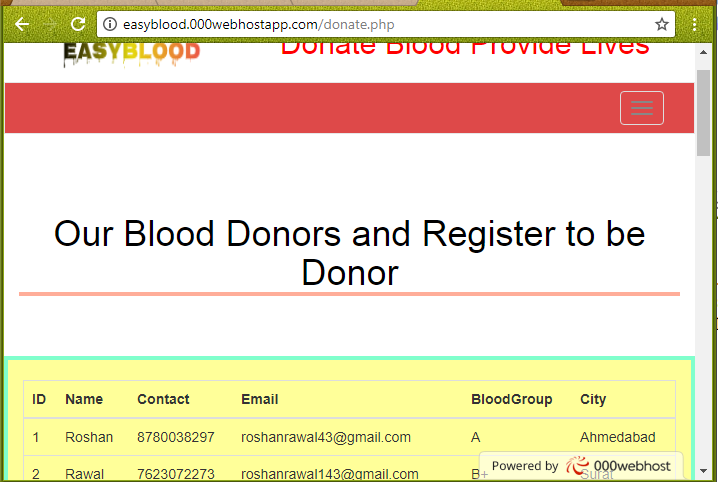 easyblood.000webhostapp.com/donate.php
EASYBLOOD
Donate Blood Provide Lives
Our Blood Donors and Register to be
Donor
ID Name Contact Email BloodGroup City
1 Roshan 8780038297 roshanrawal43@gmail.com A Ahmedabad
2 Rawal 7623072273 roshanrawal143@gmail.com B+ Surat
Powered by 000webhost